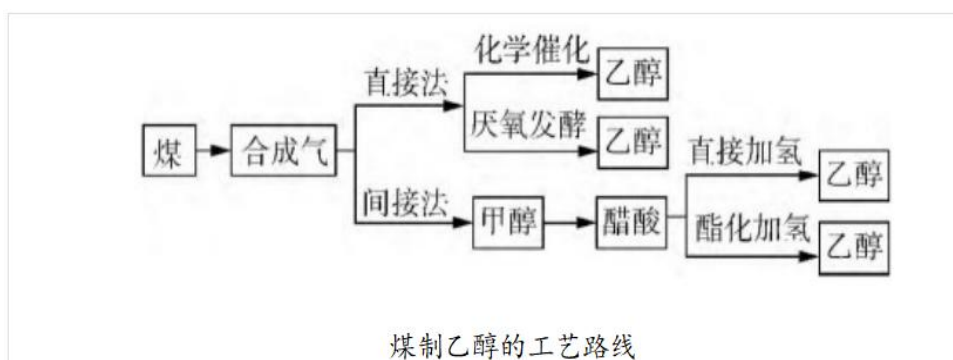 化学催化
乙醇
直接法
厌氧发酵
乙醇
煤
合成气
直接加氢
乙醇
间接法
甲醇
醋酸
酯化加氢
乙醇
煤制乙醇的工艺路线